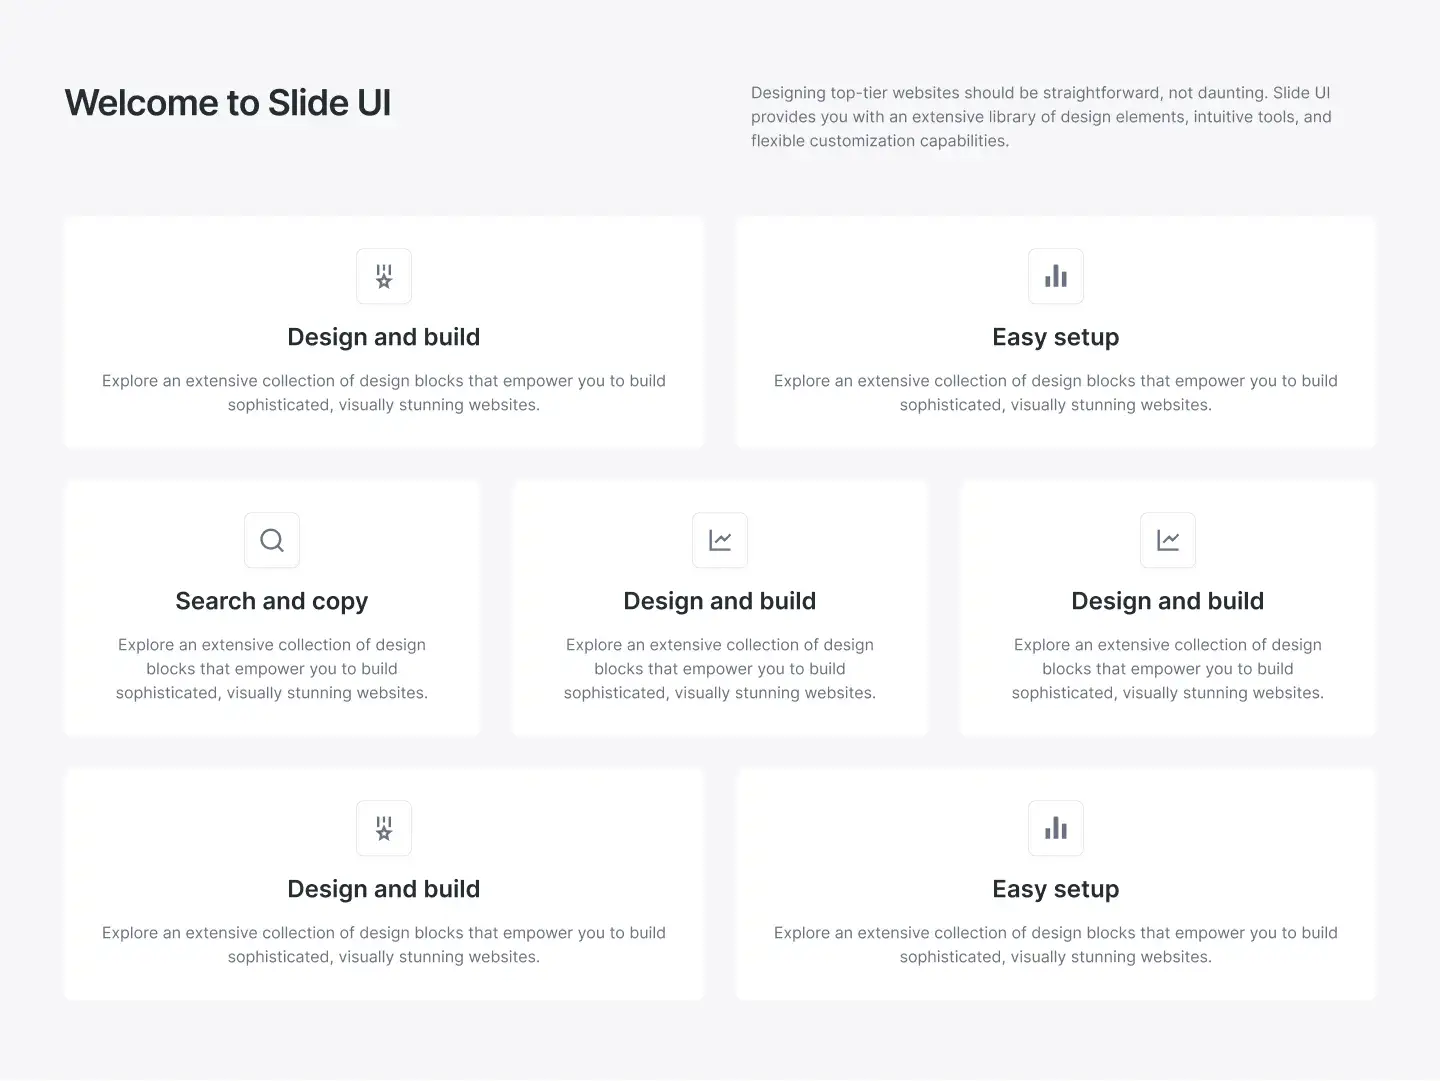 Welcome to Slide UI
Designing top-tier websites should be straightforward, not daunting. Slide UI
provides you with an extensive library of design elements, intuitive tools, and
flexible customization capabilities.
Design and build
Explore an extensive collection of design blocks that empower you to build
sophisticated, visually stunning websites.
Easy setup
Explore an extensive collection of design blocks that empower you to build
sophisticated, visually stunning websites.
Search and copy
Explore an extensive collection of design
blocks that empower you to build
sophisticated, visually stunning websites.
Design and build
Explore an extensive collection of design
blocks that empower you to build
sophisticated, visually stunning websites.
Design and build
Explore an extensive collection of design
blocks that empower you to build
sophisticated, visually stunning websites.
Design and build
Explore an extensive collection of design blocks that empower you to build
sophisticated, visually stunning websites.
Easy setup
Explore an extensive collection of design blocks that empower you to build
sophisticated, visually stunning websites.